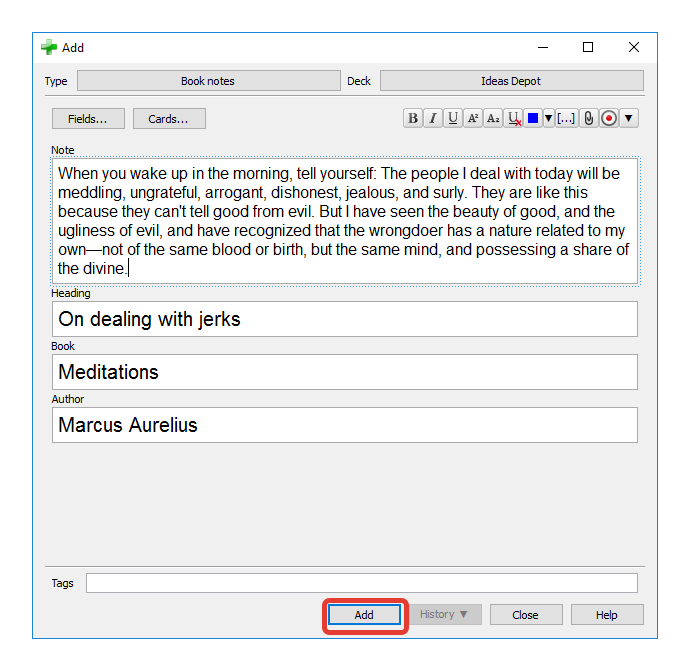 Add
Type Book notes Deck Ideas Depot
Fields... Cards... B I U A² A₂ U [...]
Note
When you wake up in the morning, tell yourself: The people I deal with today will be
meddling, ungrateful, arrogant, dishonest, jealous, and surly. They are like this
because they can't tell good from evil. But I have seen the beauty of good, and the
ugliness of evil, and have recognized that the wrongdoer has a nature related to my
own—not of the same blood or birth, but the same mind, and possessing a share of
the divine.
Heading
On dealing with jerks
Book
Meditations
Author
Marcus Aurelius
Tags
Add History ▼ Close Help